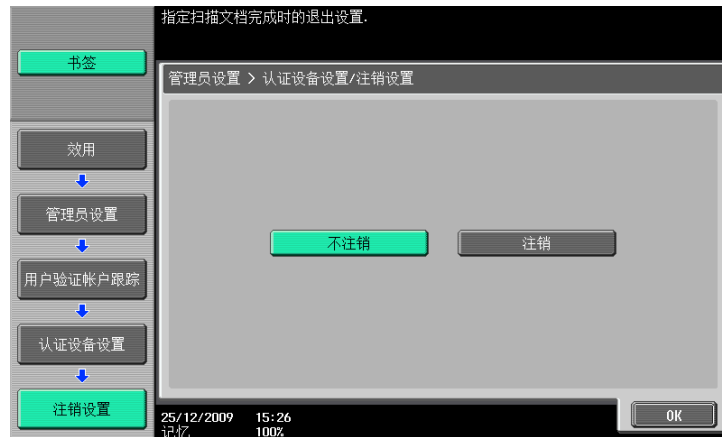 指定扫描文档完成时的退出设置.
书签
管理员设置 > 认证设备设置/注销设置
效用
管理员设置
用户验证帐户跟踪
认证设备设置
注销设置
不注销
注销
25/12/2009 15:26
记忆 100%
OK